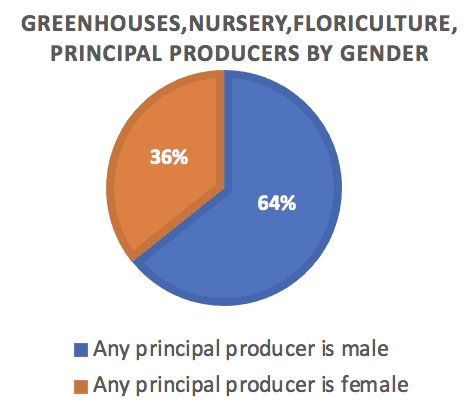 GREENHOUSES,NURSERY,FLORICULTURE,
PRINCIPAL PRODUCERS BY GENDER
36%
64%
Any principal producer is male
Any principal producer is female